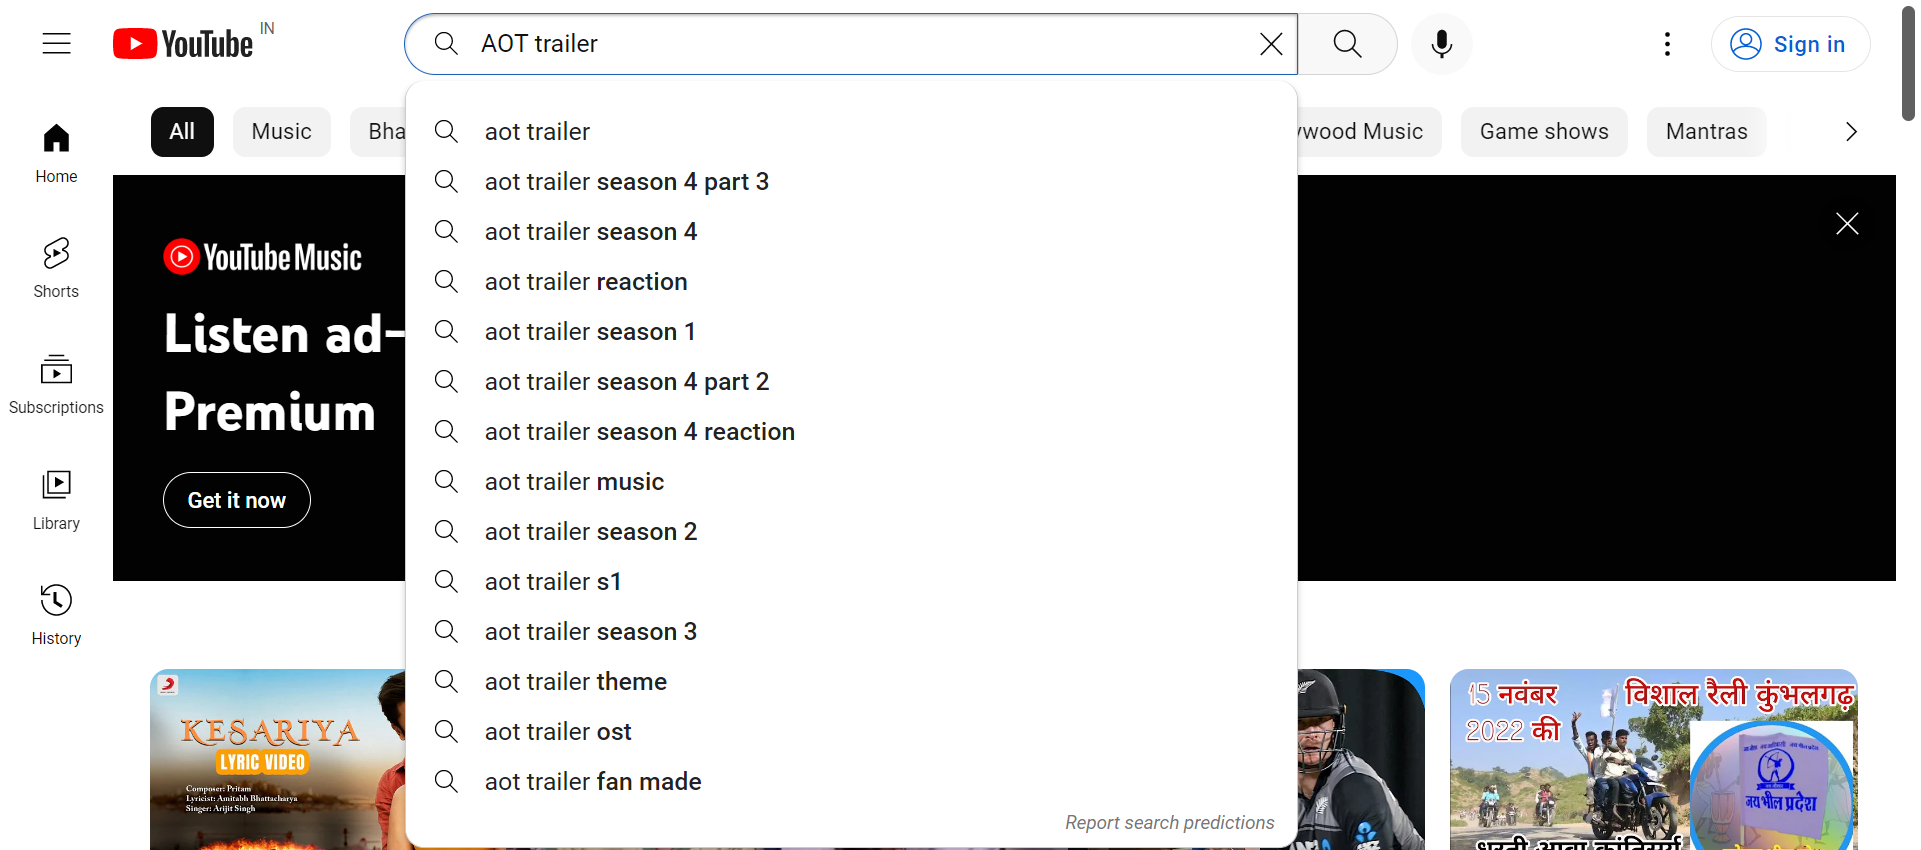 YouTube IN
AOT trailer
Sign in
All
Music
Game shows
Mantras
Home
Shorts
Subscriptions
Library
History
YouTube Music
Listen ad-
Premium
Get it now
aot trailer
aot trailer season 4 part 3
aot trailer season 4
aot trailer reaction
aot trailer season 1
aot trailer season 4 part 2
aot trailer season 4 reaction
aot trailer music
aot trailer season 2
aot trailer s1
aot trailer season 3
aot trailer theme
aot trailer ost
aot trailer fan made
Report search predictions
KESARIYA
LYRIC VIDEO
Composer: Pritam
Lyricist: Amitabh Bhattacharya
Singer: Arijit Singh
15 नवंबर
2022 की
विशाल रैली कुंभलगढ़
जय भील प्रदेश